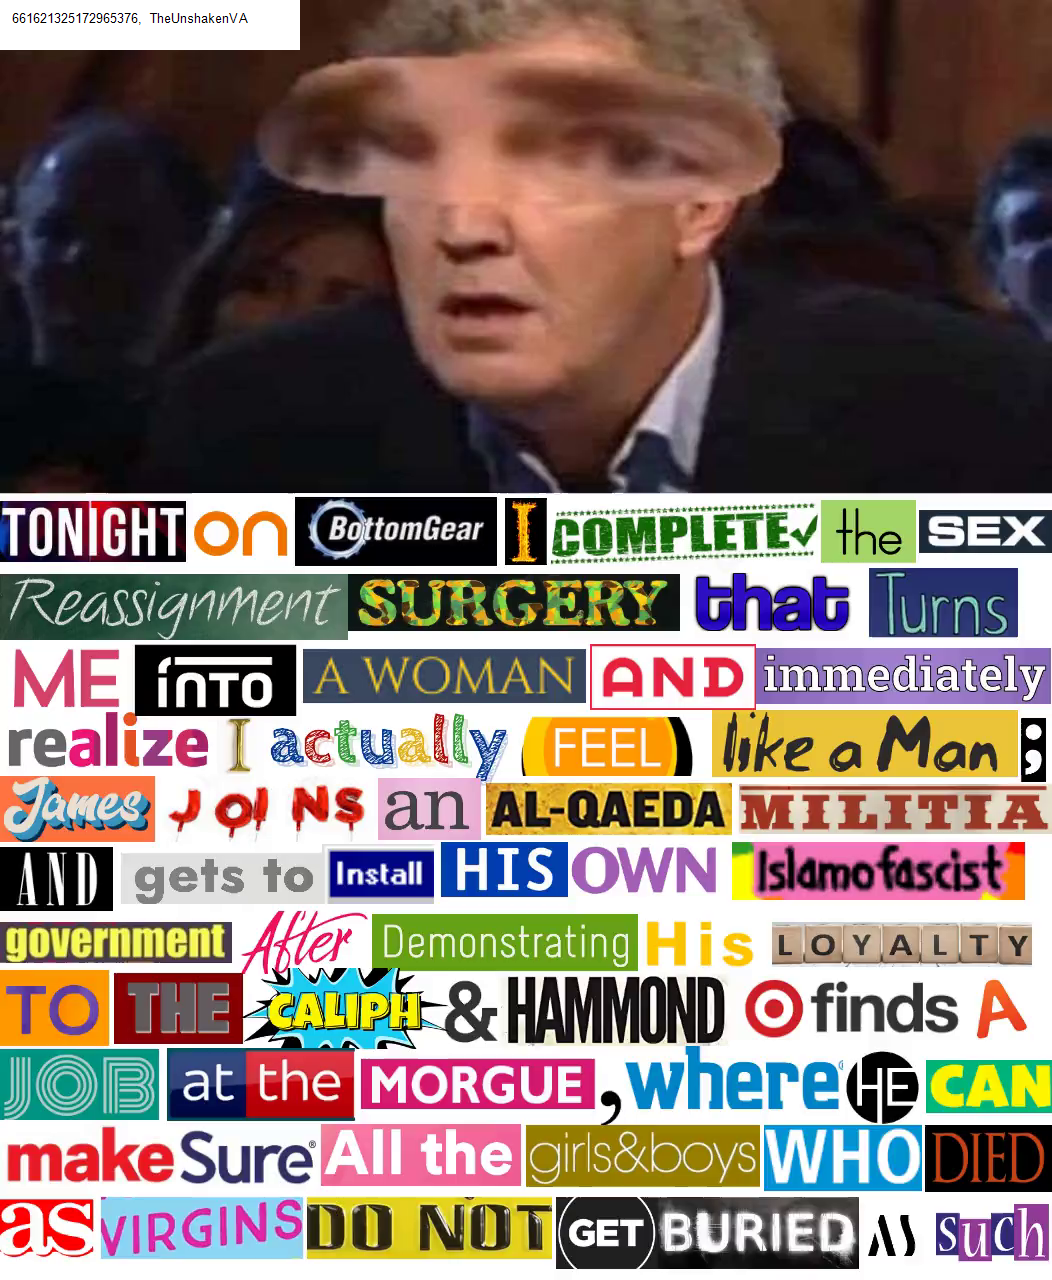 661621325172965376, TheUnshakenVA
TONIGHT on BottomGear I COMPLETE the SEX
Reassignment SURGERY that Turns
ME INTO A WOMAN AND immediately
realize I actually FEEL like a Man ;
James JOINS an AL-QAEDA MILITIA
AND gets to Install HIS OWN Islamofascist
government After Demonstrating His LOYALTY
TO THE CALIPH & HAMMOND finds A
JOB at the MORGUE , where HE CAN
make Sure All the girls&boys WHO DIED
as VIRGINS DO NOT GET BURIED AS such